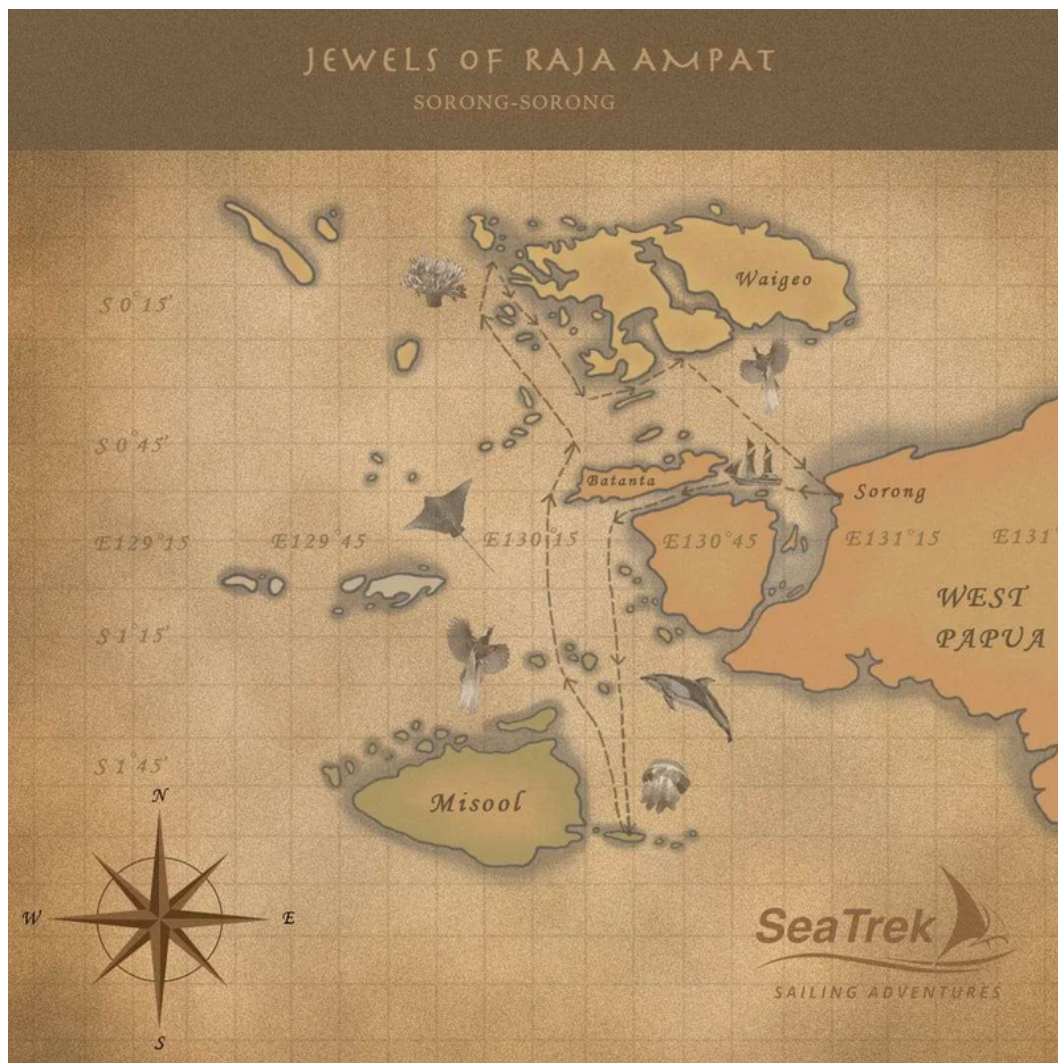 JEWELS OF RAJA AMPAT
SORONG-SORONG
Waigeo
S 0°15'
S 0°45'
Batanta
Sorong
E129°15
E129°45
E130°15
E130°45
E131°15
E131°
WEST
PAPUA
S 1°15'
S 1°45'
N
Misool
W
E
S
SeaTrek
SAILING ADVENTURES